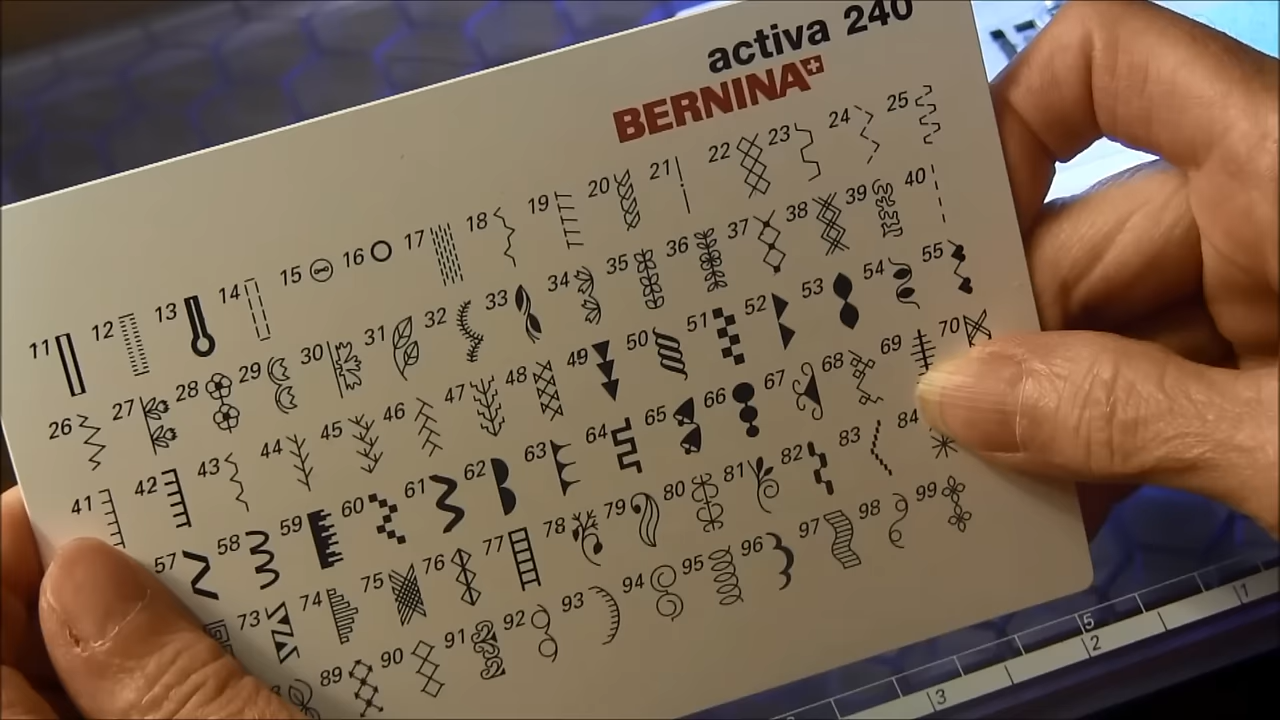 activa 240
BERNINA
11 12 13 14 15 16 17 18 19 20 21 22 23 24 25
26 27 28 29 30 31 32 33 34 35 36 37 38 39 40
41 42 43 44 45 46 47 48 49 50 51 52 53 54 55
57 58 59 60 61 62 63 64 65 66 67 68 69 70
73 74 75 76 77 78 79 80 81 82 83 84
89 90 91 92 93 94 95 96 97 98 99
5 1
3 2